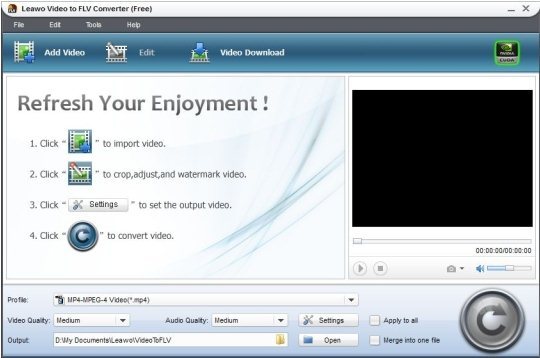 Leawo Video to FLV Converter (Free)
File Edit Tools Help
Add Video Edit Video Download
NVIDIA
CUDA
Refresh Your Enjoyment !
1. Click “ ” to import video.
2. Click “ ” to crop,adjust,and watermark video.
3. Click “ Settings ” to set the output video.
4. Click “ ” to convert video.
00:00:00/00:00:00
Profile: MP4-MPEG-4 Video(*.mp4)
Video Quality: Medium Audio Quality: Medium Settings Apply to all
Output: D:\My Documents\Leawo\VideoToFLV Open Merge into one file